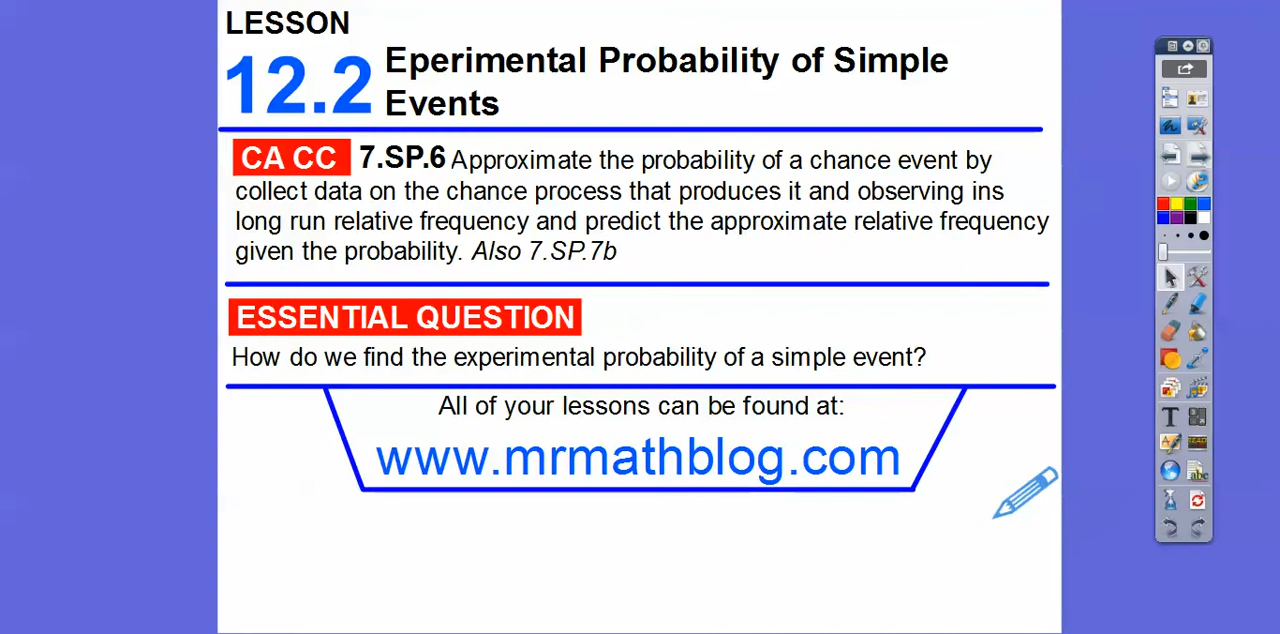 LESSON
12.2 Eperimental Probability of Simple
Events
CA CC 7.SP.6 Approximate the probability of a chance event by
collect data on the chance process that produces it and observing ins
long run relative frequency and predict the approximate relative frequency
given the probability. Also 7.SP.7b
ESSENTIAL QUESTION
How do we find the experimental probability of a simple event?
All of your lessons can be found at:
www.mrmathblog.com